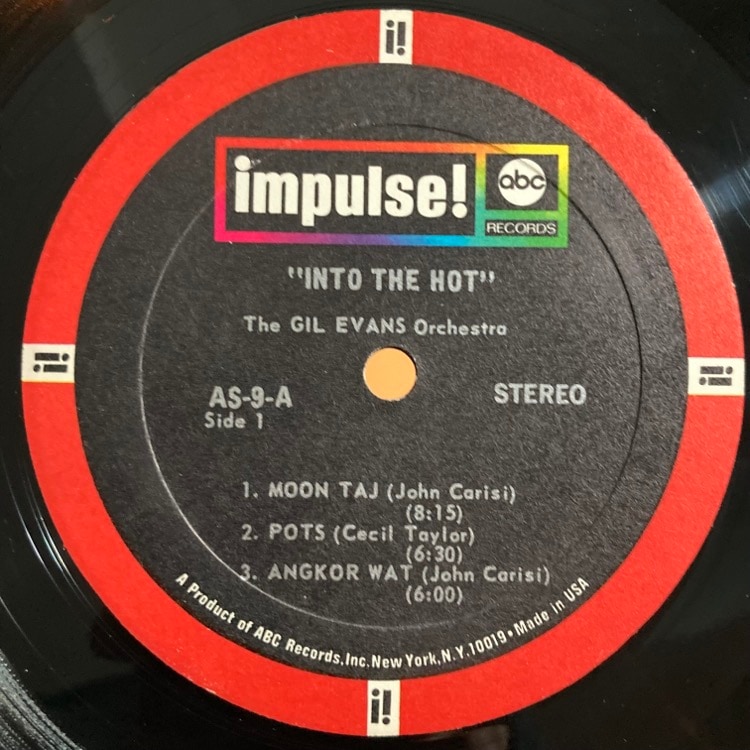 i!
impulse!
abc
RECORDS
"INTO THE HOT"
The GIL EVANS Orchestra
i!
i!
AS-9-A
STEREO
Side 1
1. MOON TAJ (John Carisi)
(8:15)
2. POTS (Cecil Taylor)
(6:30)
3. ANGKOR WAT (John Carisi)
(6:00)
A Product of ABC Records, Inc. New York, N.Y. 10019 • Made in USA
i!